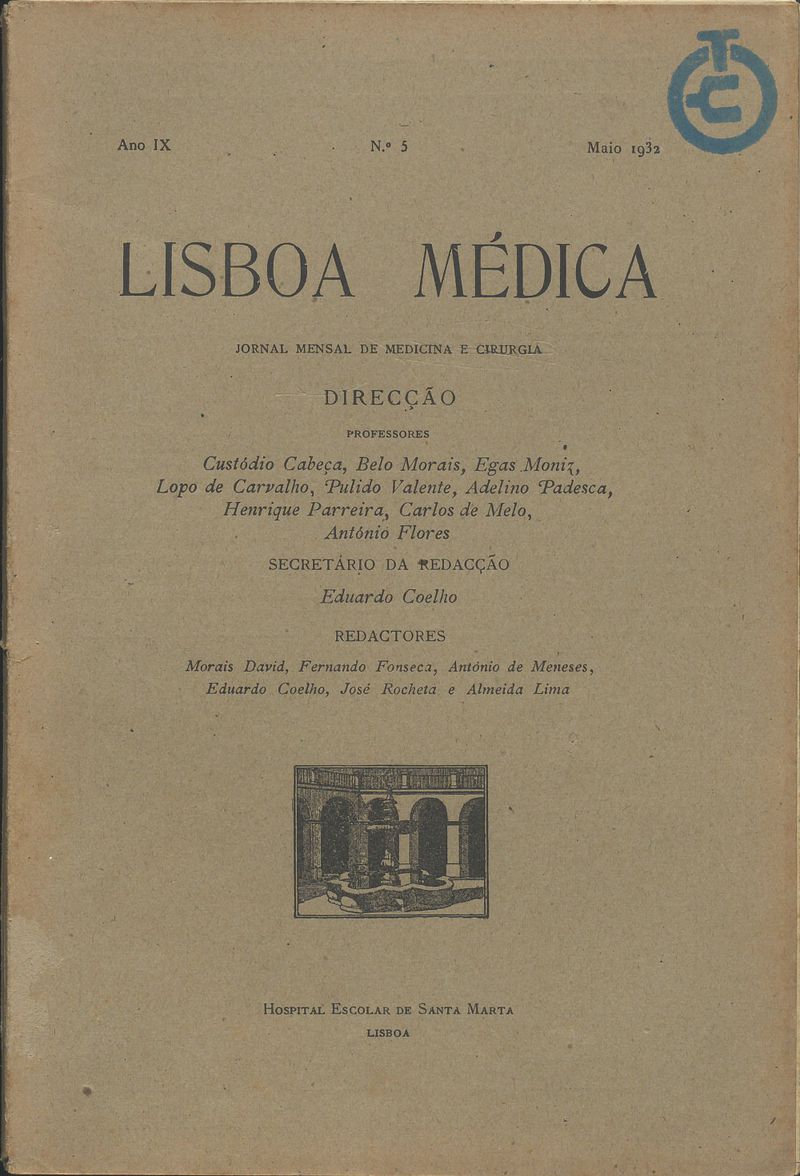 Ano IX N.º 5 Maio 1932
LISBOA MÉDICA
JORNAL MENSAL DE MEDICINA E CIRURGIA
DIRECÇÃO
PROFESSORES
Custódio Cabeça, Belo Morais, Egas Moniz,
Lopo de Carvalho, Pulido Valente, Adelino Padesca,
Henrique Parreira, Carlos de Melo,
António Flores
SECRETÁRIO DA REDACÇÃO
Eduardo Coelho
REDACTORES
Morais David, Fernando Fonseca, António de Meneses,
Eduardo Coelho, José Rocheta e Almeida Lima
HOSPITAL ESCOLAR DE SANTA MARTA
LISBOA